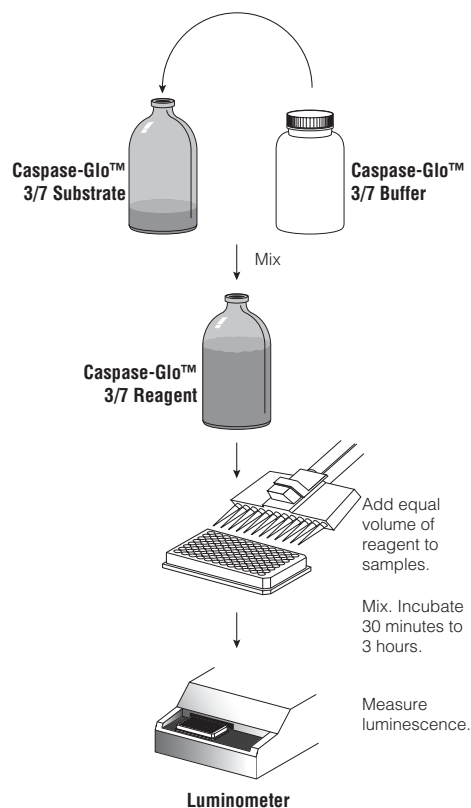 Caspase-Glo™
3/7 Substrate
Caspase-Glo™
3/7 Buffer
Mix
Caspase-Glo™
3/7 Reagent
Add equal
volume of
reagent to
samples.
Mix. Incubate
30 minutes to
3 hours.
Measure
luminescence.
Luminometer